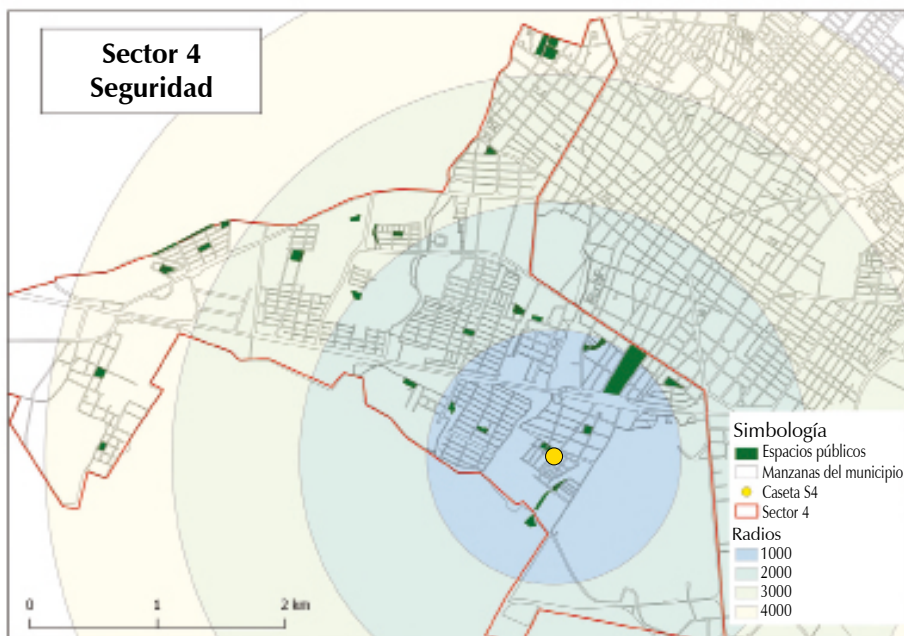 Sector 4
Seguridad
Simbología
Espacios públicos
Manzanas del municipio
Caseta S4
Sector 4
Radios
1000
2000
3000
4000
0 1 2 km